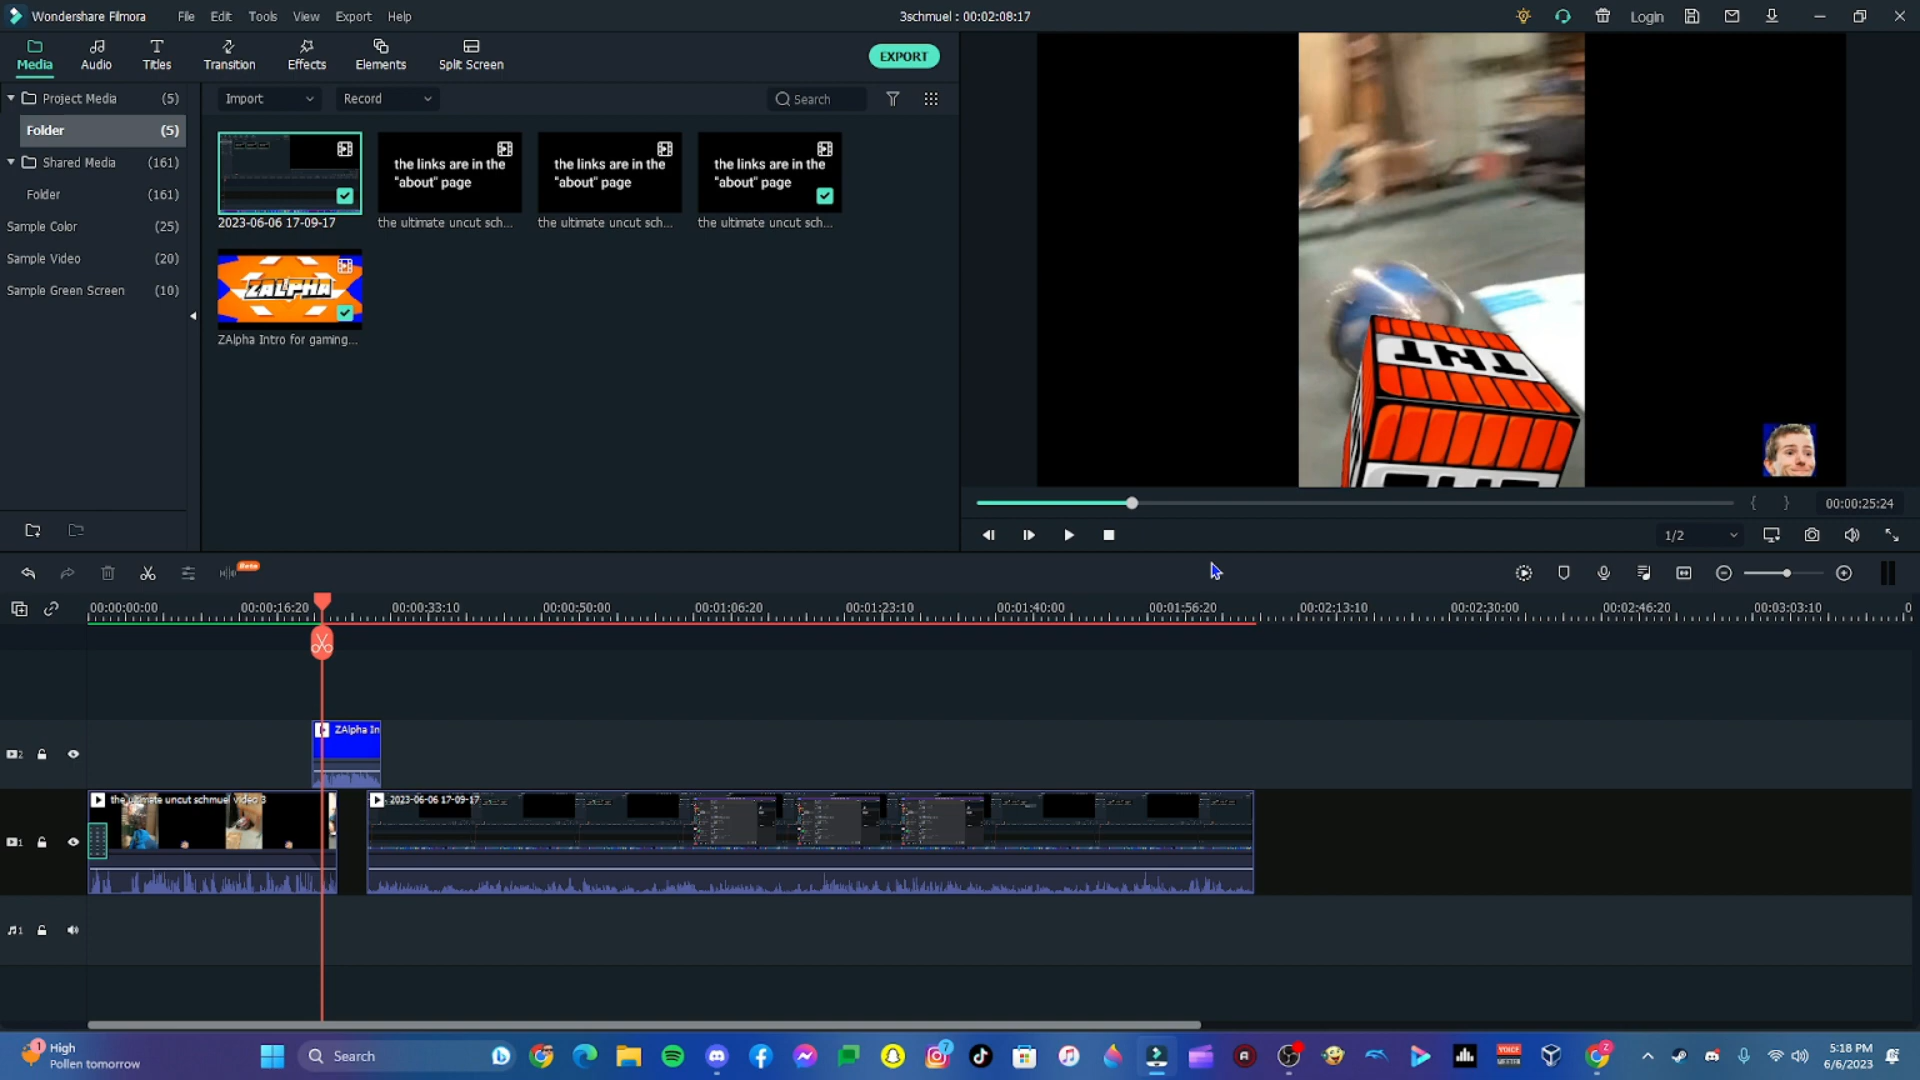 Wondershare Filmora File Edit Tools View Export Help 3schmuel : 00:02:08:17 Login
Media Audio Titles Transition Effects Elements Split Screen EXPORT
Project Media (5) Import Record Search
Folder (5)
Shared Media (161)
Folder (161)
Sample Color (25)
Sample Video (20)
Sample Green Screen (10)
the links are in the
"about" page
the links are in the
"about" page
the links are in the
"about" page
2023-06-06 17-09-17 the ultimate uncut sch... the ultimate uncut sch... the ultimate uncut sch...
ZALPHA
ZAlpha Intro for gaming...
TNT
00:00:25:24
1/2
Beta
00:00:00:00 00:00:16:20 00:00:33:10 00:00:50:00 00:01:06:20 00:01:23:10 00:01:40:00 00:01:56:20 00:02:13:10 00:02:30:00 00:02:46:20 00:03:03:10 0
ZAlpha In
2
the ultimate uncut schmuel video 3 2023-06-06 17-09-17
1
1
1 High
Pollen tomorrow
Search
7
VOICE
Z
5:18 PM
6/6/2023